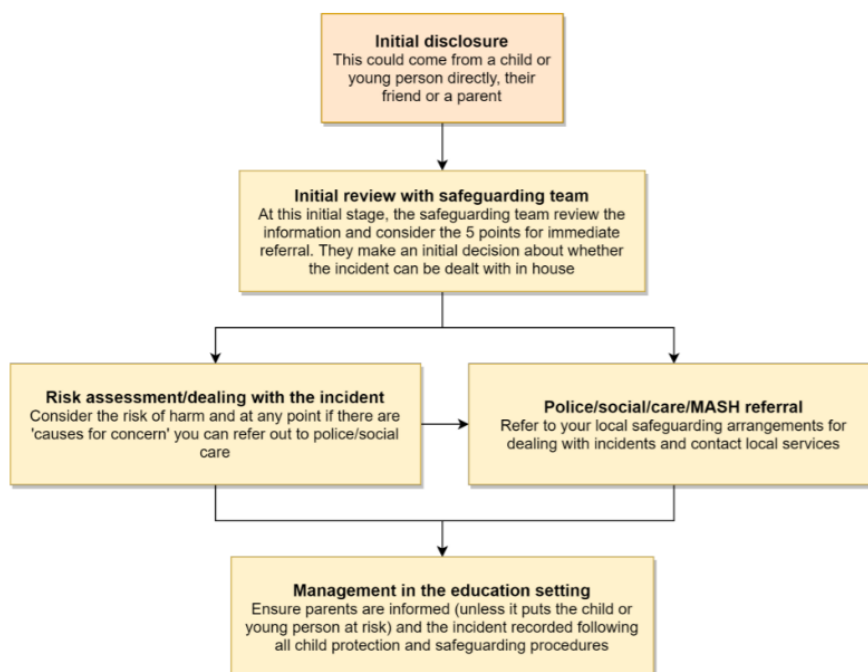 Initial disclosure
This could come from a child or
young person directly, their
friend or a parent
Initial review with safeguarding team
At this initial stage, the safeguarding team review the
information and consider the 5 points for immediate
referral. They make an initial decision about whether
the incident can be dealt with in house
Risk assessment/dealing with the incident
Consider the risk of harm and at any point if there are
'causes for concern' you can refer out to police/social
care
Police/social/care/MASH referral
Refer to your local safeguarding arrangements for
dealing with incidents and contact local services
Management in the education setting
Ensure parents are informed (unless it puts the child or
young person at risk) and the incident recorded following
all child protection and safeguarding procedures